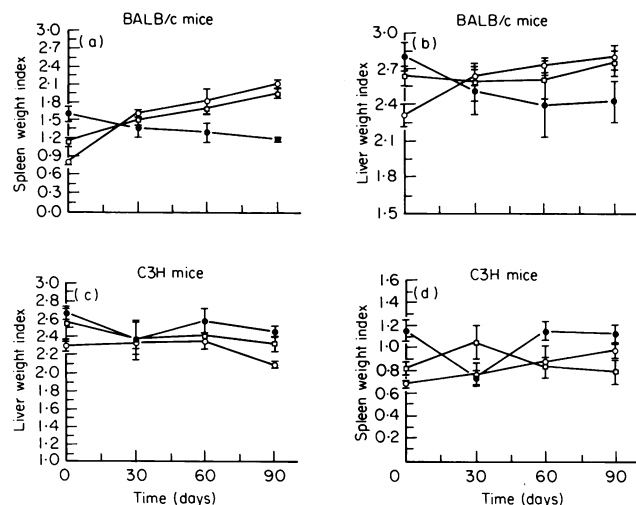 BALB/c mice
(a)
Spleen weight index
3·0
2·7
2·1
1·8
1·5
1·2
0·9
0·6
0·3
0·0
BALB/c mice
(b)
Liver weight index
3·0
2·7
2·4
2·1
1·8
1·5
C3H mice
(c)
Liver weight index
3·0
2·8
2·6
2·4
2·2
2·0
1·8
1·6
1·4
1·2
1·0
0 30 60 90
Time (days)
C3H mice
(d)
Spleen weight index
1·6
1·4
1·2
1·0
0·8
0·6
0·4
0·2
0 30 60 90
Time (days)